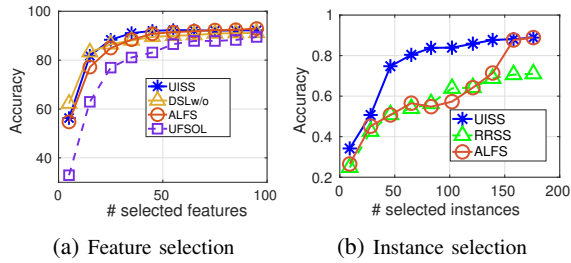 100
80
60
40
Accuracy
0
50
100
# selected features
UISS
DSLw/o
ALFS
UFSOL
(a) Feature selection
1
0.8
0.6
0.4
0.2
Accuracy
0
50
100
150
200
# selected instances
UISS
RRSS
ALFS
(b) Instance selection